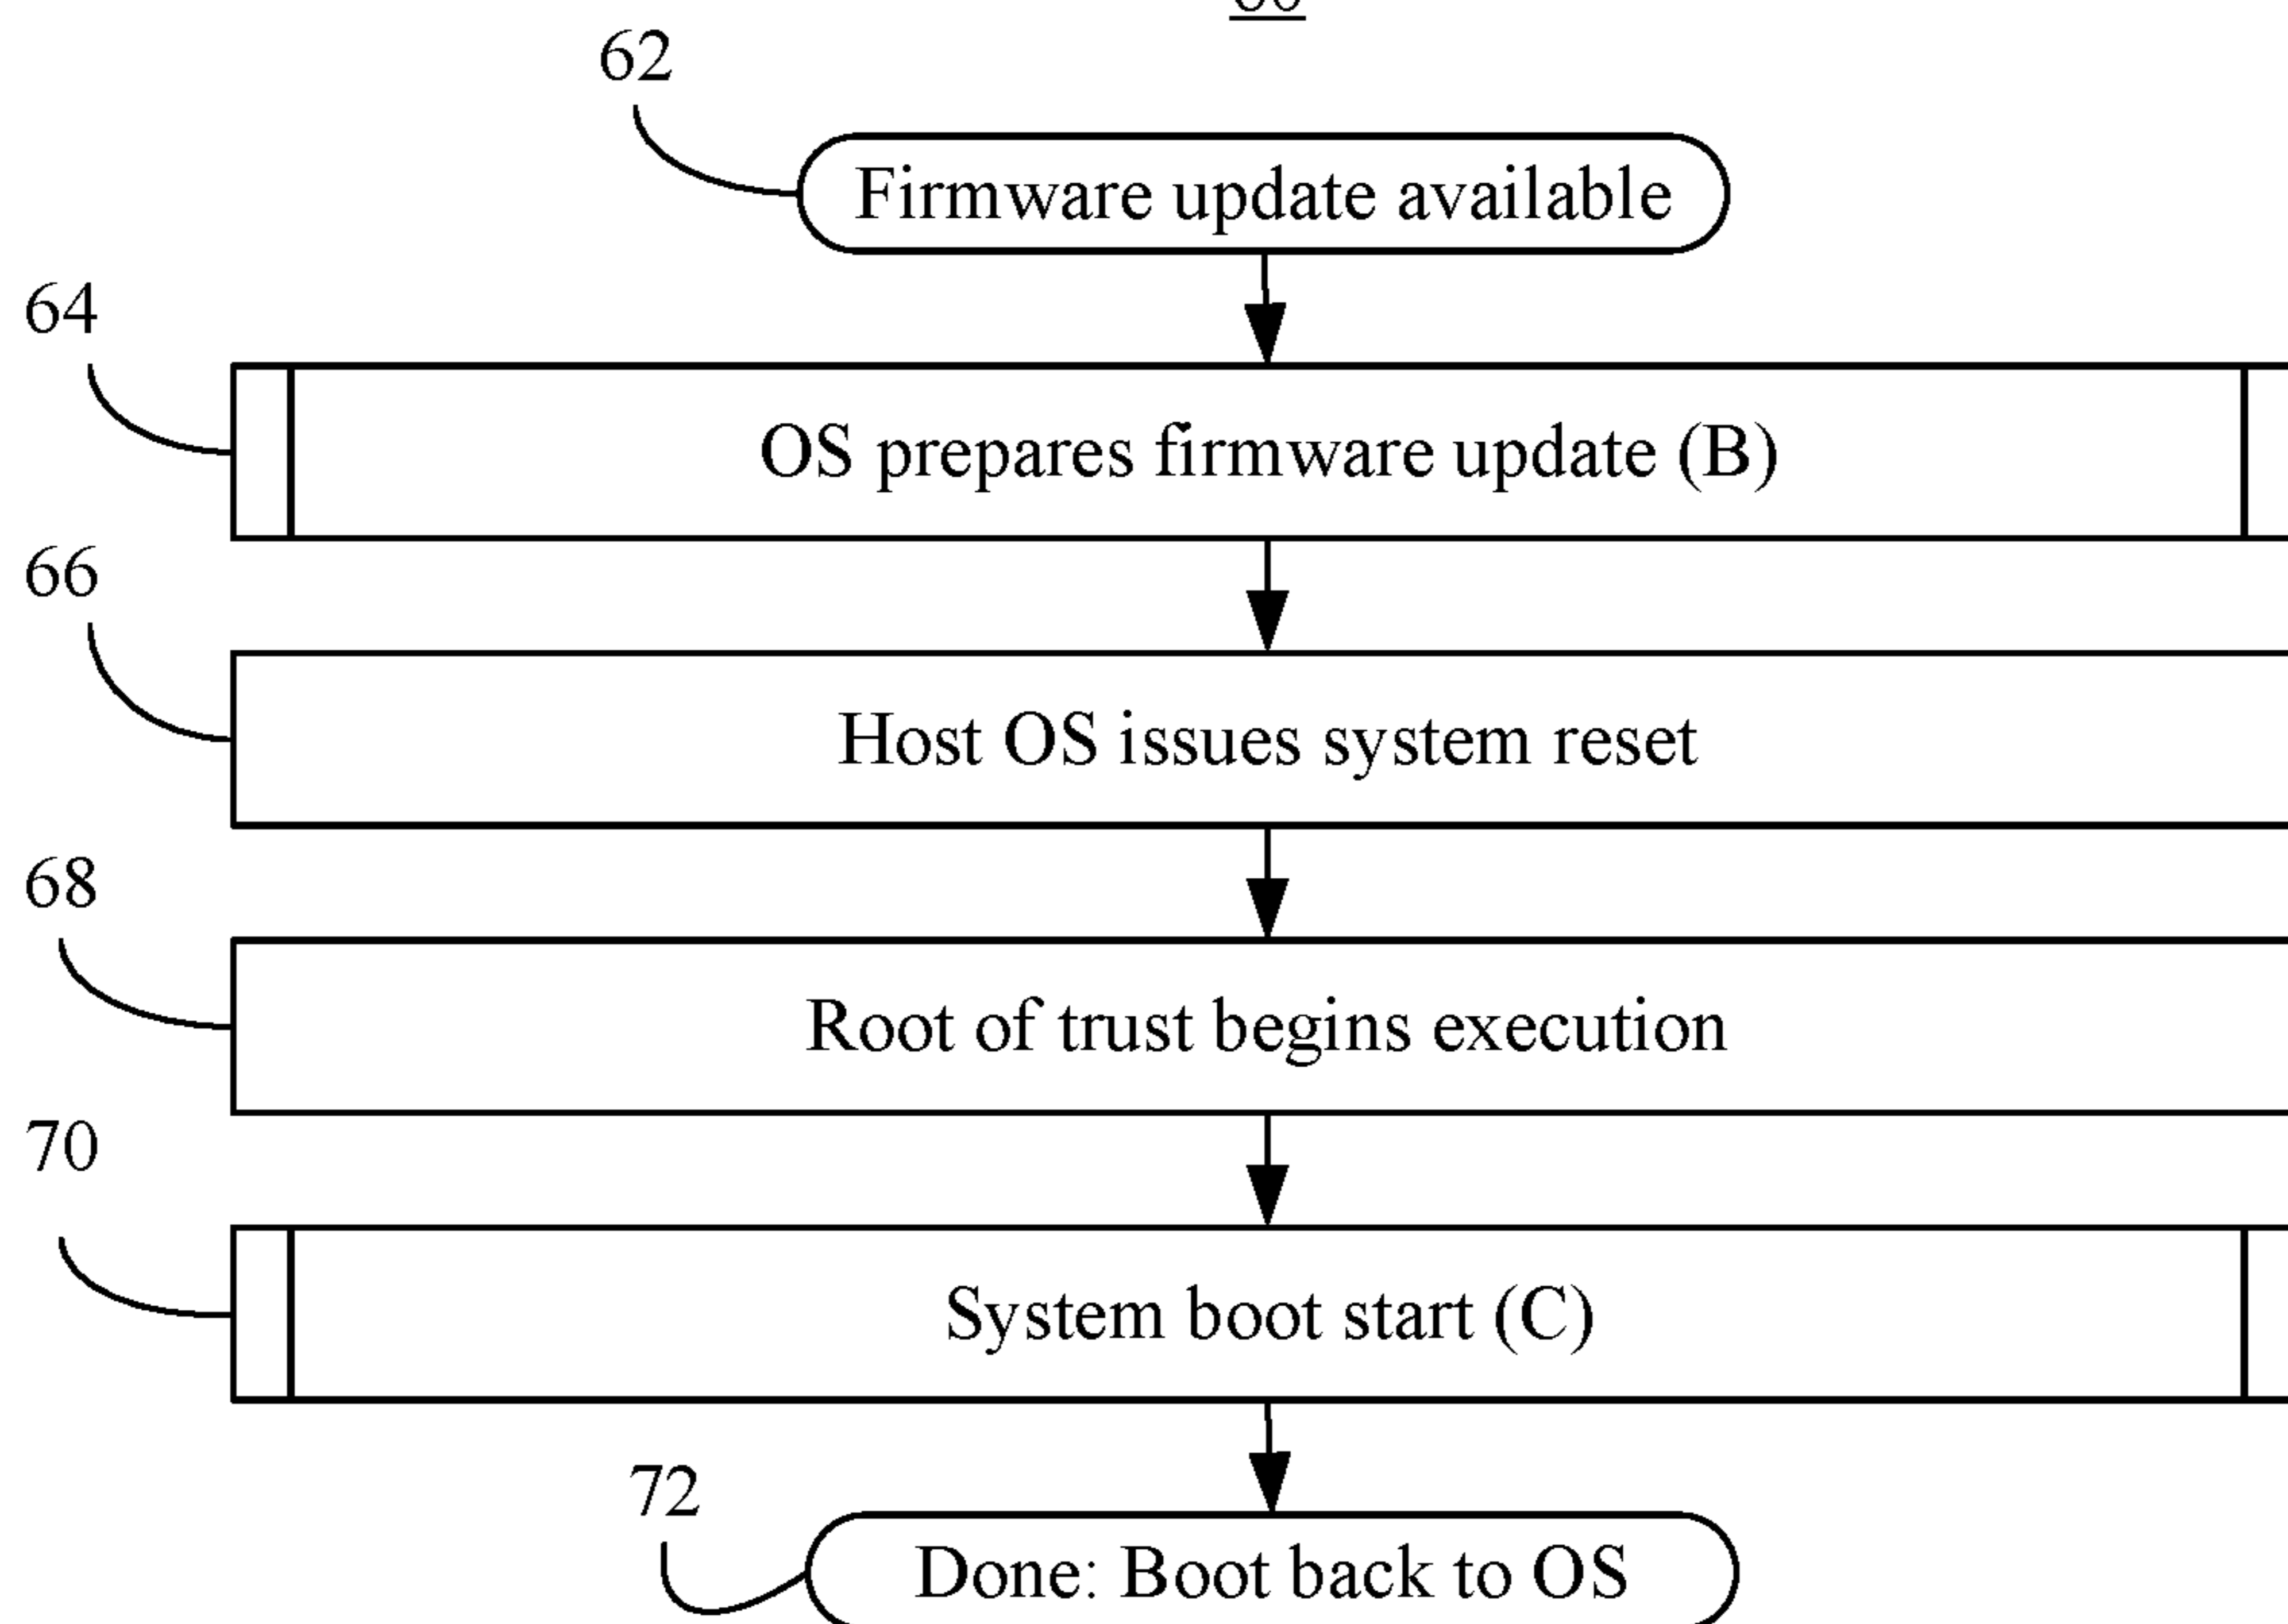 62
Firmware update available
64
OS prepares firmware update (B)
66
Host OS issues system reset
68
Root of trust begins execution
70
System boot start (C)
72
Done: Boot back to OS